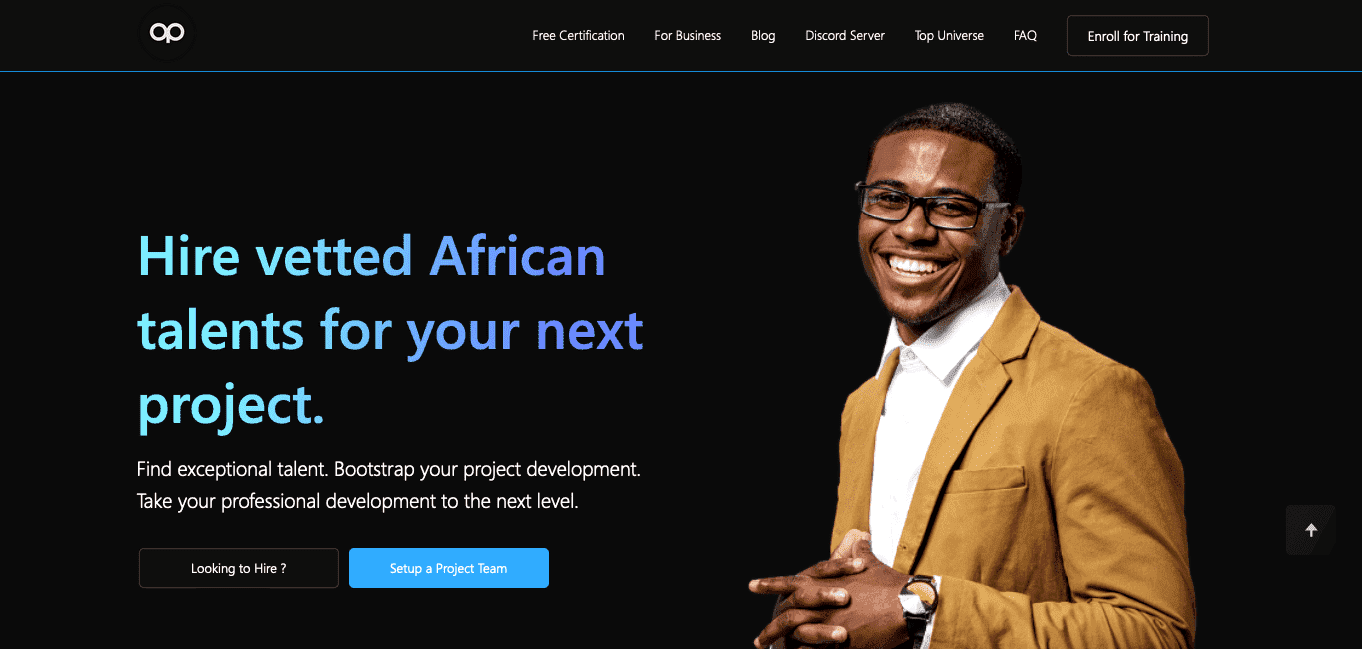 op
Free Certification
For Business
Blog
Discord Server
Top Universe
FAQ
Enroll for Training
Hire vetted African
talents for your next
project.
Find exceptional talent. Bootstrap your project development.
Take your professional development to the next level.
Looking to Hire ?
Setup a Project Team